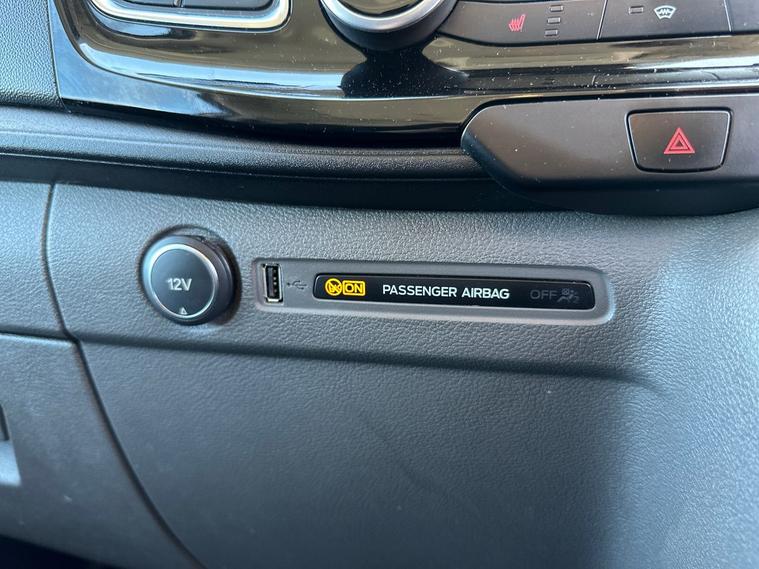 12V
ON PASSENGER AIRBAG OFF